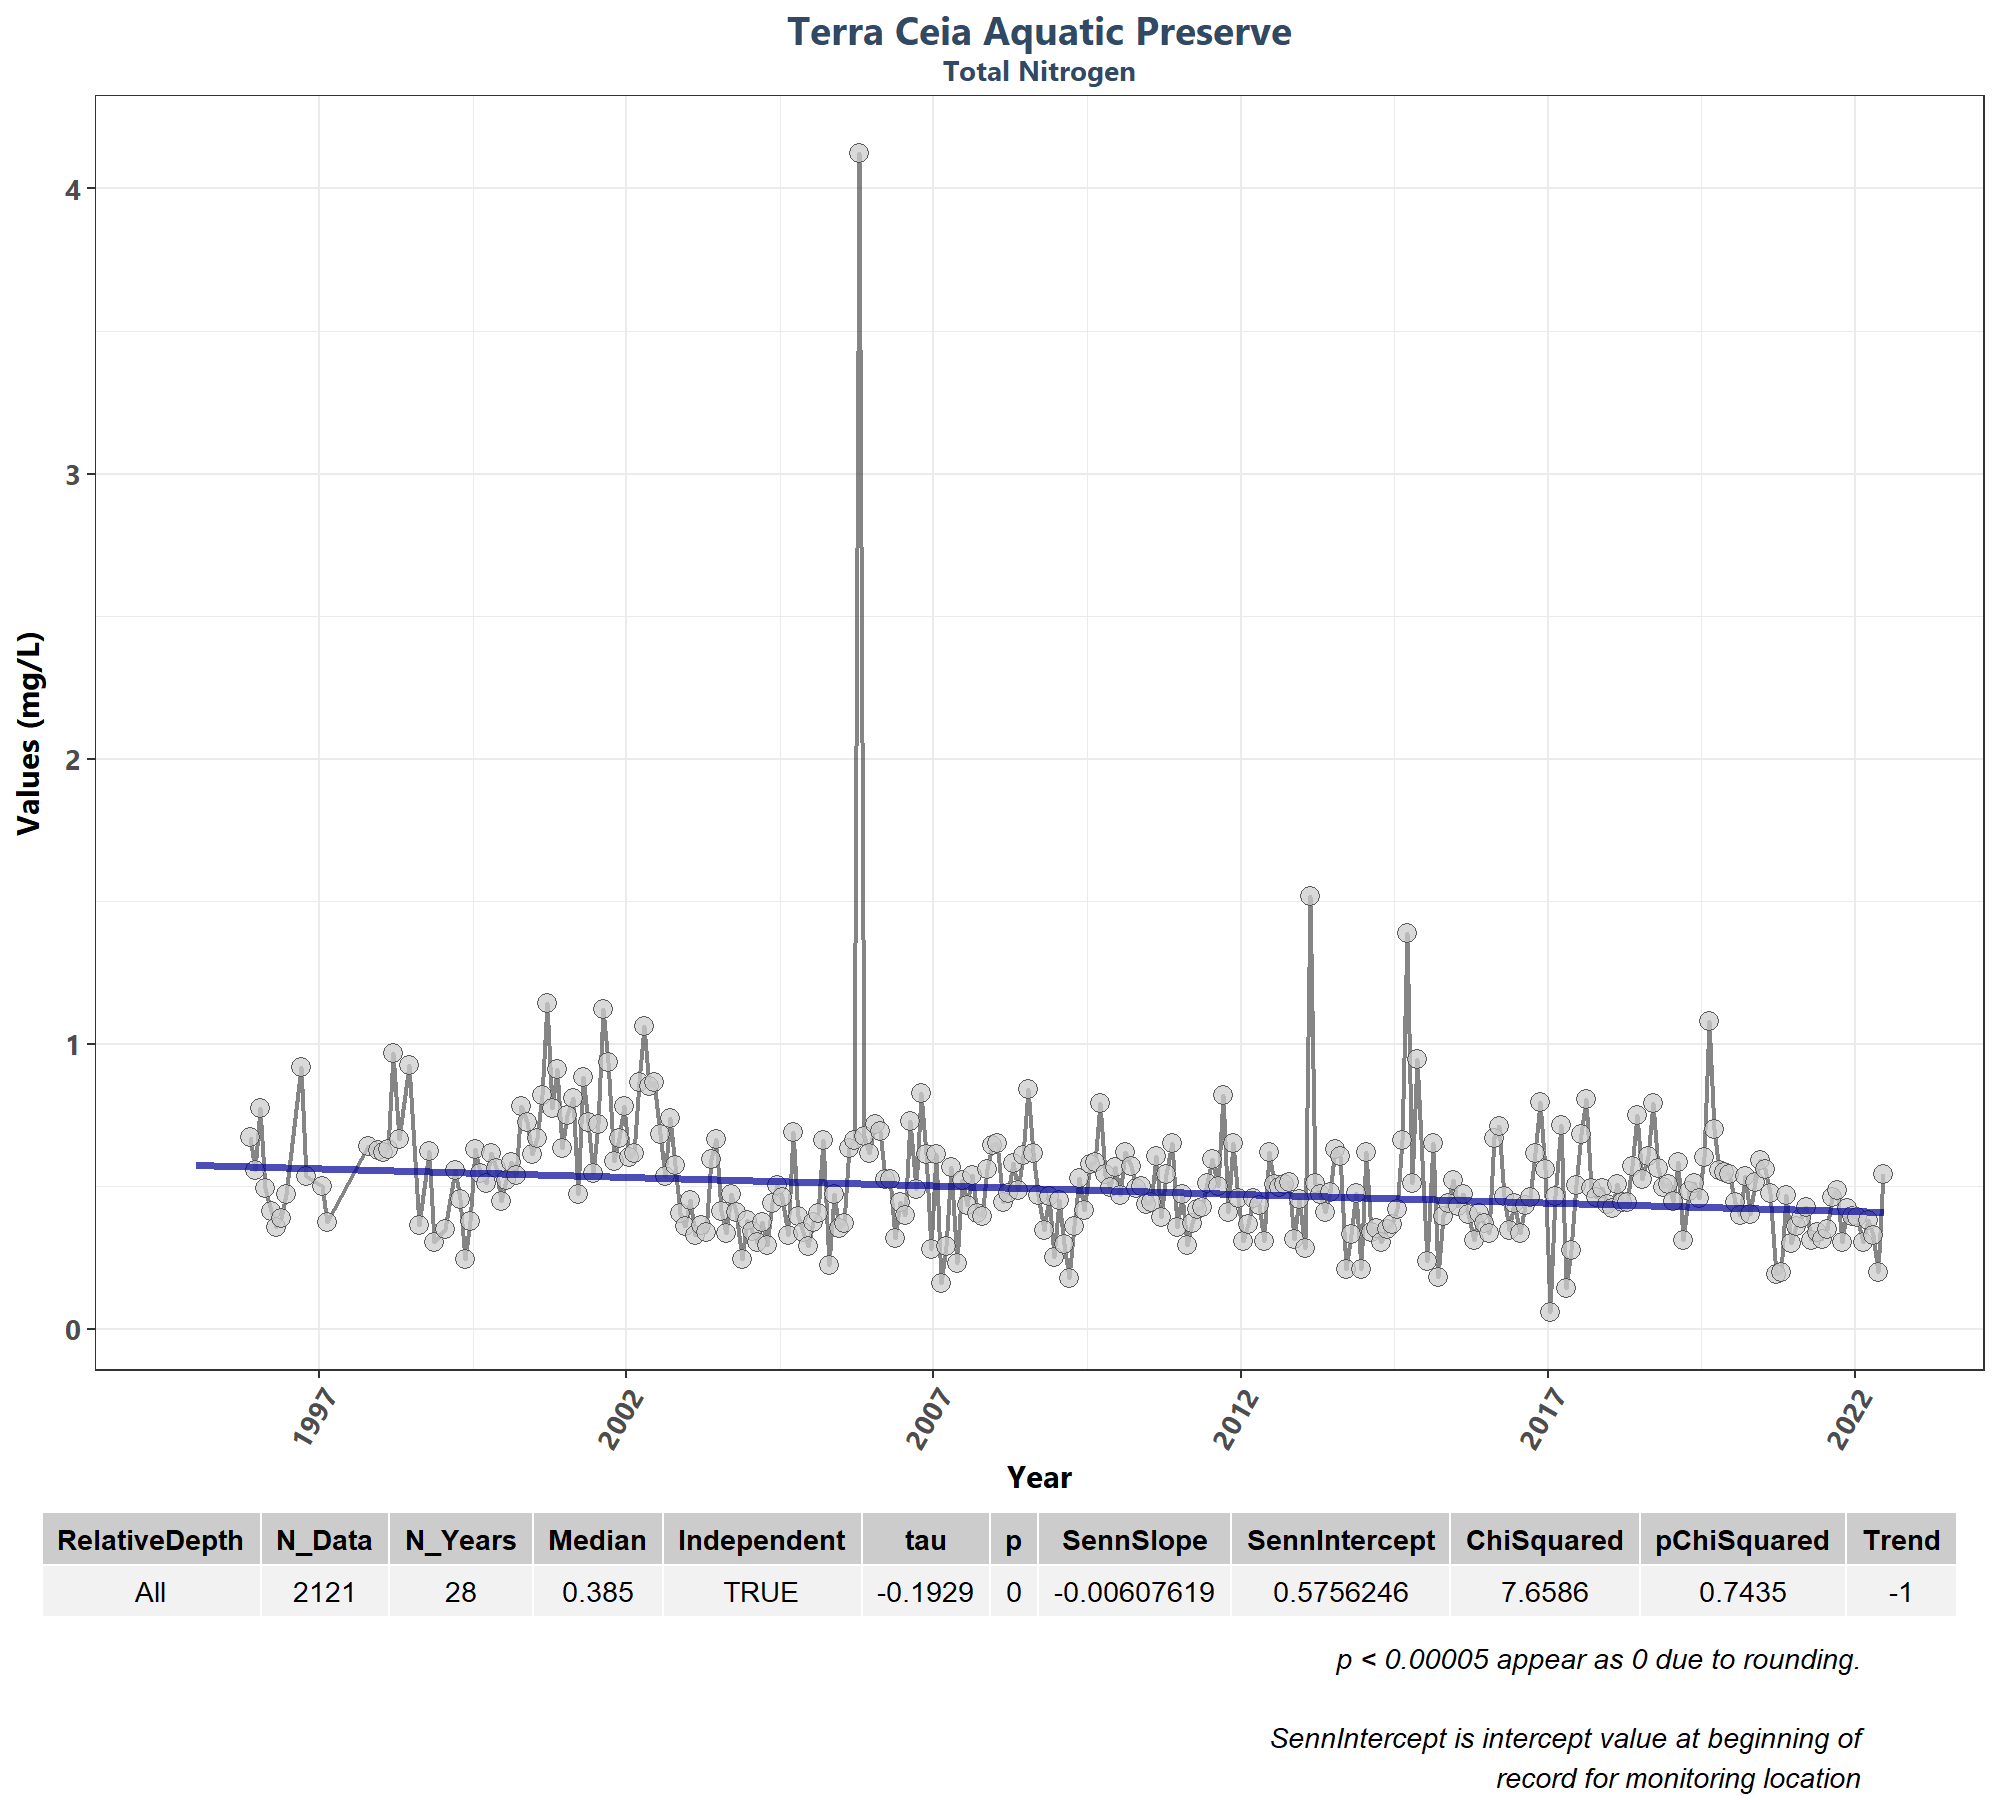 Terra Ceia Aquatic Preserve
Total Nitrogen
Values (mg/L)
4
3
2
1
0
1997 2002 2007 2012 2017 2022
Year
RelativeDepth N_Data N_Years Median Independent tau p SennSlope SennIntercept ChiSquared pChiSquared Trend
All 2121 28 0.385 TRUE -0.1929 0 -0.00607619 0.5756246 7.6586 0.7435 -1
p < 0.00005 appear as 0 due to rounding.
SennIntercept is intercept value at beginning of
record for monitoring location